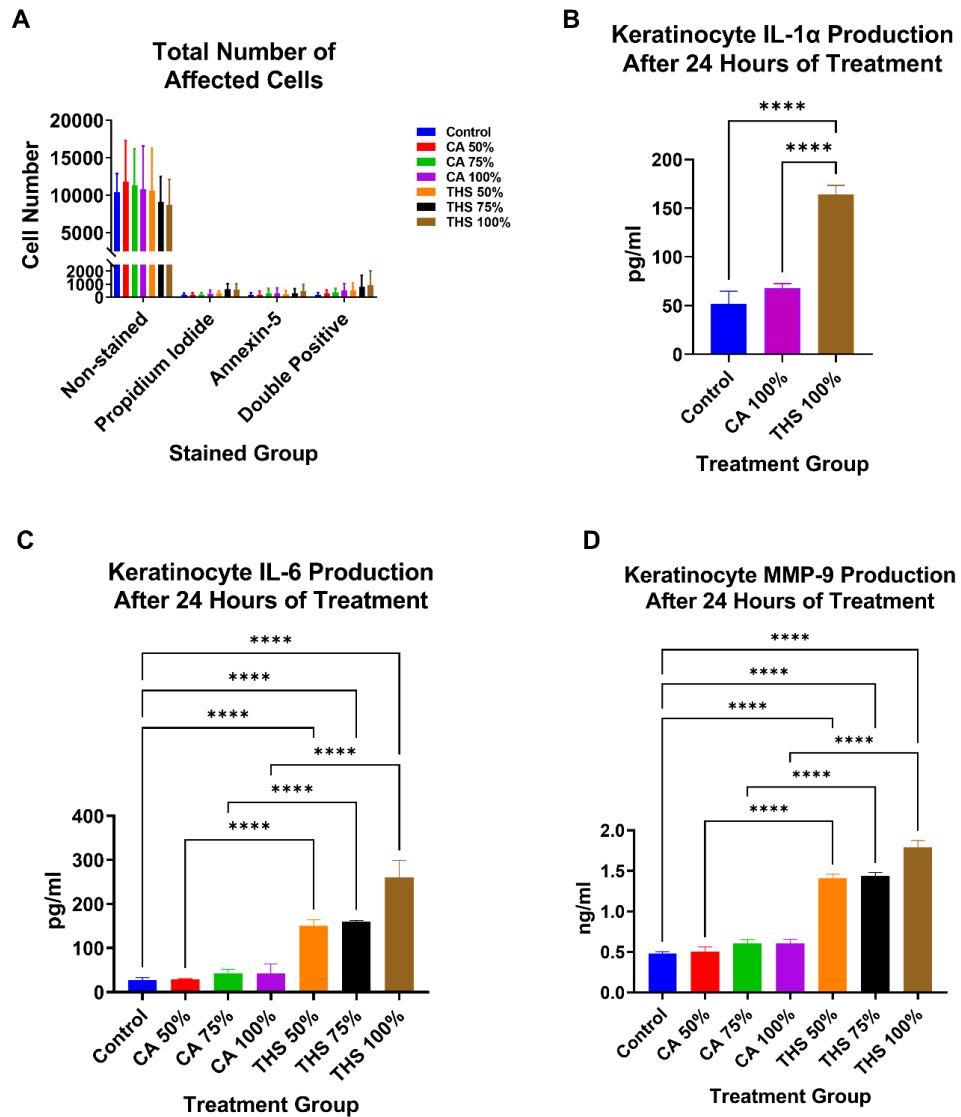 A
Total Number of
Affected Cells
20000
15000
10000
5000
2000
1000
0
Cell Number
Non-stained
Propidium Iodide
Annexin-5
Double Positive
Stained Group
Control
CA 50%
CA 75%
CA 100%
THS 50%
THS 75%
THS 100%
B
Keratinocyte IL-1α Production
After 24 Hours of Treatment
****
****
200
150
100
50
0
pg/ml
Control
CA 100%
THS 100%
Treatment Group
C
Keratinocyte IL-6 Production
After 24 Hours of Treatment
****
****
****
****
****
****
400
300
200
100
0
pg/ml
Control
CA 50%
CA 75%
CA 100%
THS 50%
THS 75%
THS 100%
Treatment Group
D
Keratinocyte MMP-9 Production
After 24 Hours of Treatment
****
****
****
****
****
****
2.0
1.5
1.0
0.5
0.0
ng/ml
Control
CA 50%
CA 75%
CA 100%
THS 50%
THS 75%
THS 100%
Treatment Group